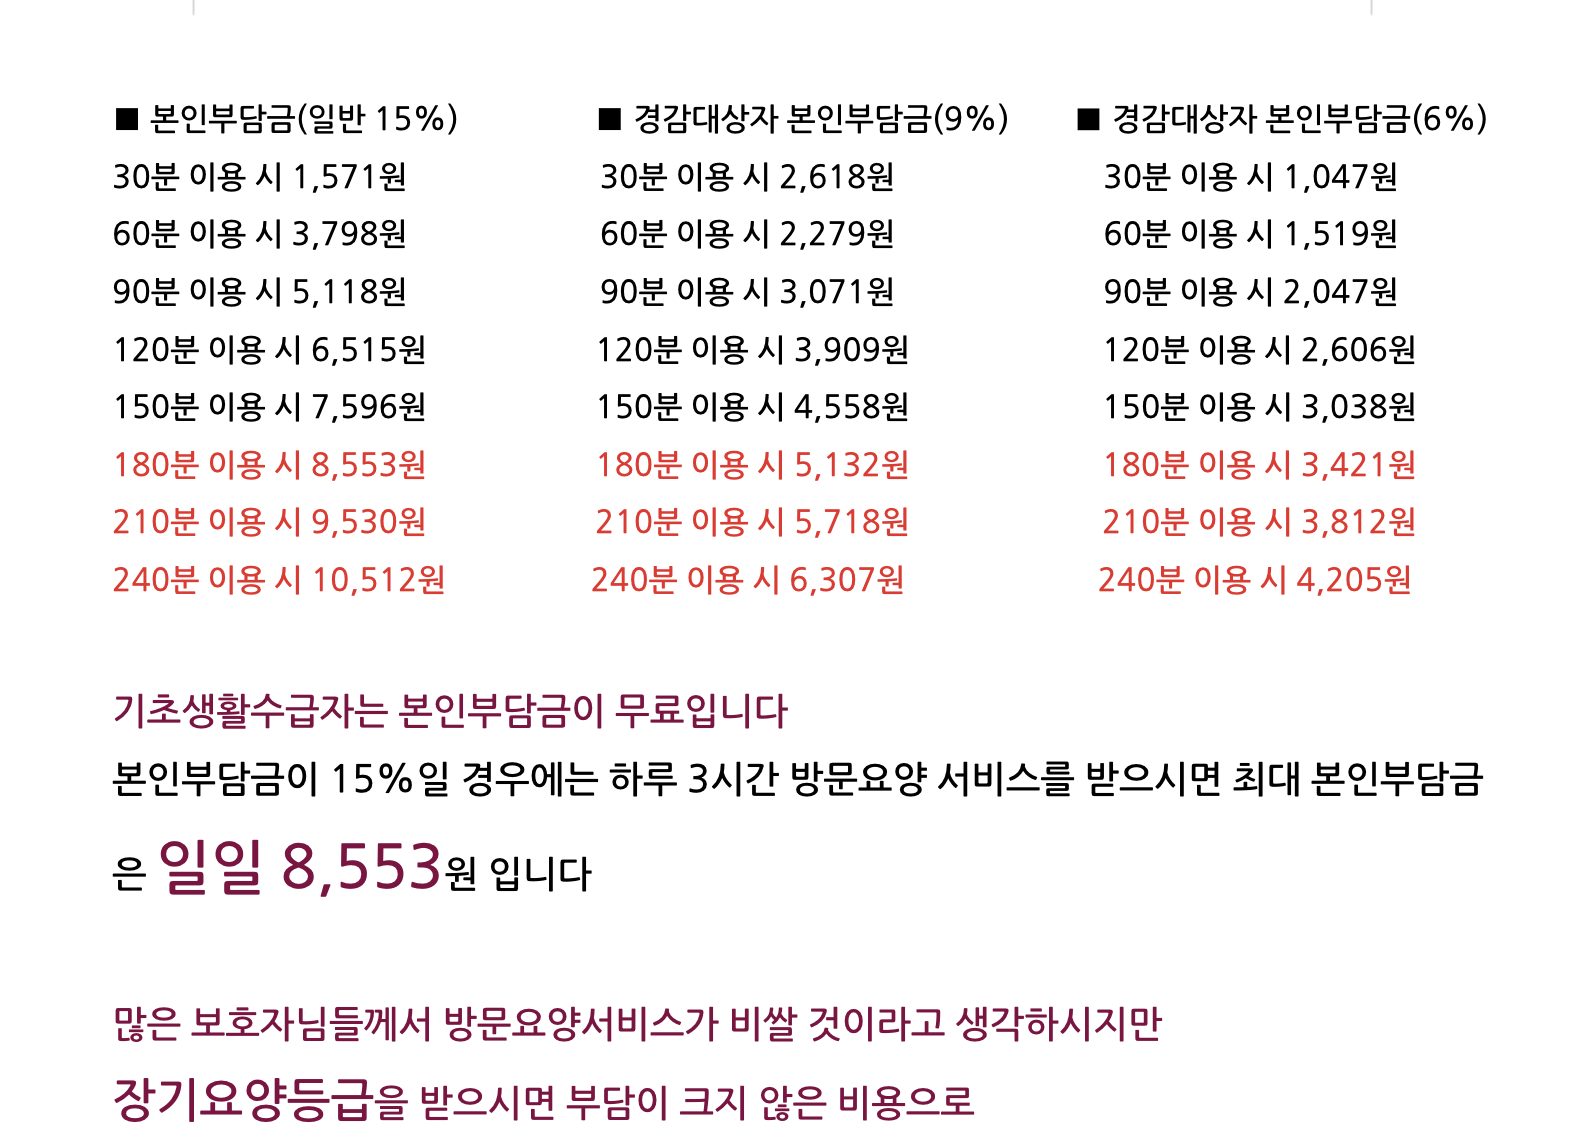 ■ 본인부담금(일반 15%) ■ 경감대상자 본인부담금(9%) ■ 경감대상자 본인부담금(6%)
30분 이용 시 1,571원 30분 이용 시 2,618원 30분 이용 시 1,047원
60분 이용 시 3,798원 60분 이용 시 2,279원 60분 이용 시 1,519원
90분 이용 시 5,118원 90분 이용 시 3,071원 90분 이용 시 2,047원
120분 이용 시 6,515원 120분 이용 시 3,909원 120분 이용 시 2,606원
150분 이용 시 7,596원 150분 이용 시 4,558원 150분 이용 시 3,038원
180분 이용 시 8,553원 180분 이용 시 5,132원 180분 이용 시 3,421원
210분 이용 시 9,530원 210분 이용 시 5,718원 210분 이용 시 3,812원
240분 이용 시 10,512원 240분 이용 시 6,307원 240분 이용 시 4,205원
기초생활수급자는 본인부담금이 무료입니다
본인부담금이 15%일 경우에는 하루 3시간 방문요양 서비스를 받으시면 최대 본인부담금
은 일일 8,553원 입니다
많은 보호자님들께서 방문요양서비스가 비쌀 것이라고 생각하시지만
장기요양등급을 받으시면 부담이 크지 않은 비용으로